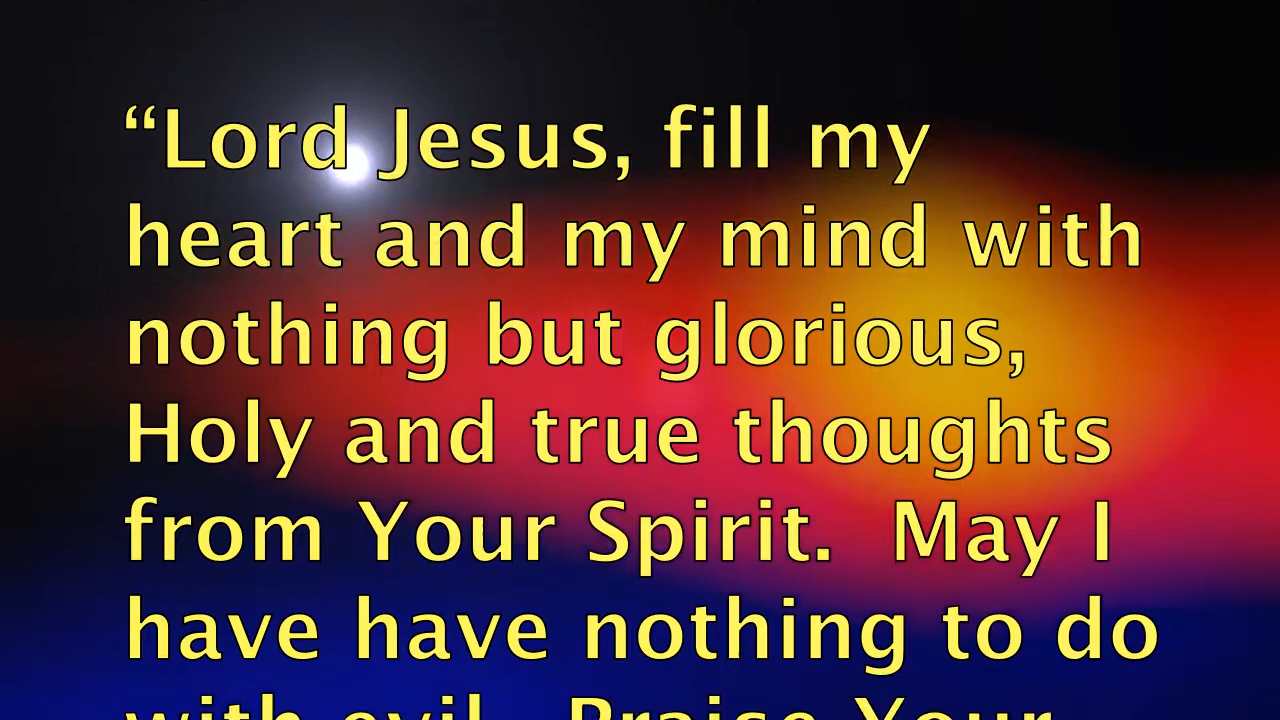 “Lord Jesus, fill my
heart and my mind with
nothing but glorious,
Holy and true thoughts
from Your Spirit.  May I
have have nothing to do
with evil.  Praise Your